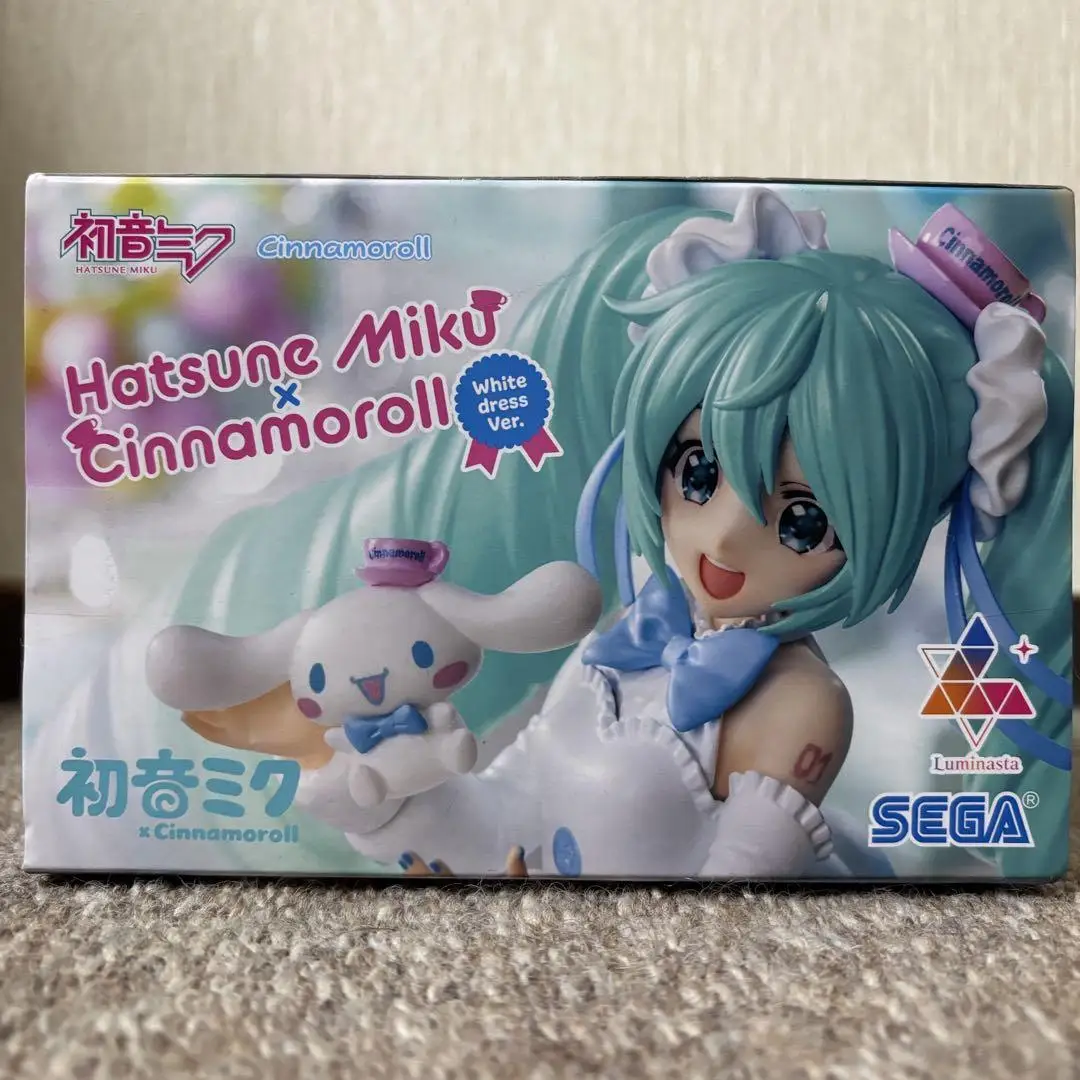 初音ミク
HATSUNE MIKU
Cinnamoroll
Hatsune Miku
×
Cinnamoroll
White
dress
Ver.
Cinnamoroll
Cinnamoroll
01
初音ミク
×Cinnamoroll
Luminasta
SEGA®